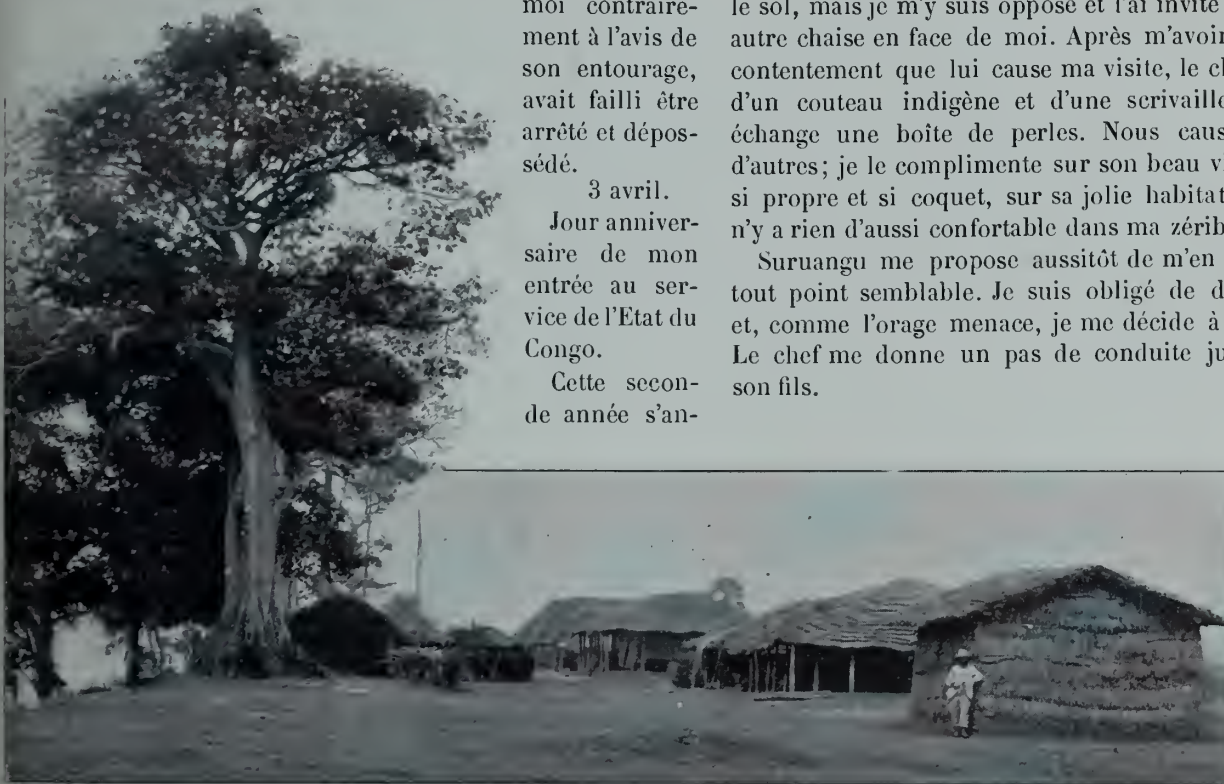 moi contraire-
ment à l'avis de
son entourage,
avait failli être
arrêté et dépos-
sédé.
3 avril.
Jour anniver-
saire de mon
entrée au ser-
vice de l'Etat du
Congo.
Cette secon-
de année s'an-
le sol, mais je m'y suis opposé et l'ai invité
autre chaise en face de moi. Après m'avoir
contentement que lui cause ma visite, le
d'un couteau indigène et d'une scrivaille
échange une boîte de perles. Nous
d'autres; je le complimente sur son beau
si propre et si coquet, sur sa jolie
n'y a rien d'aussi confortable dans ma
Suruangu me propose aussitôt de m'en
tout point semblable. Je suis obligé de
et, comme l'orage menace, je me décide à
Le chef me donne un pas de conduite
son fils.